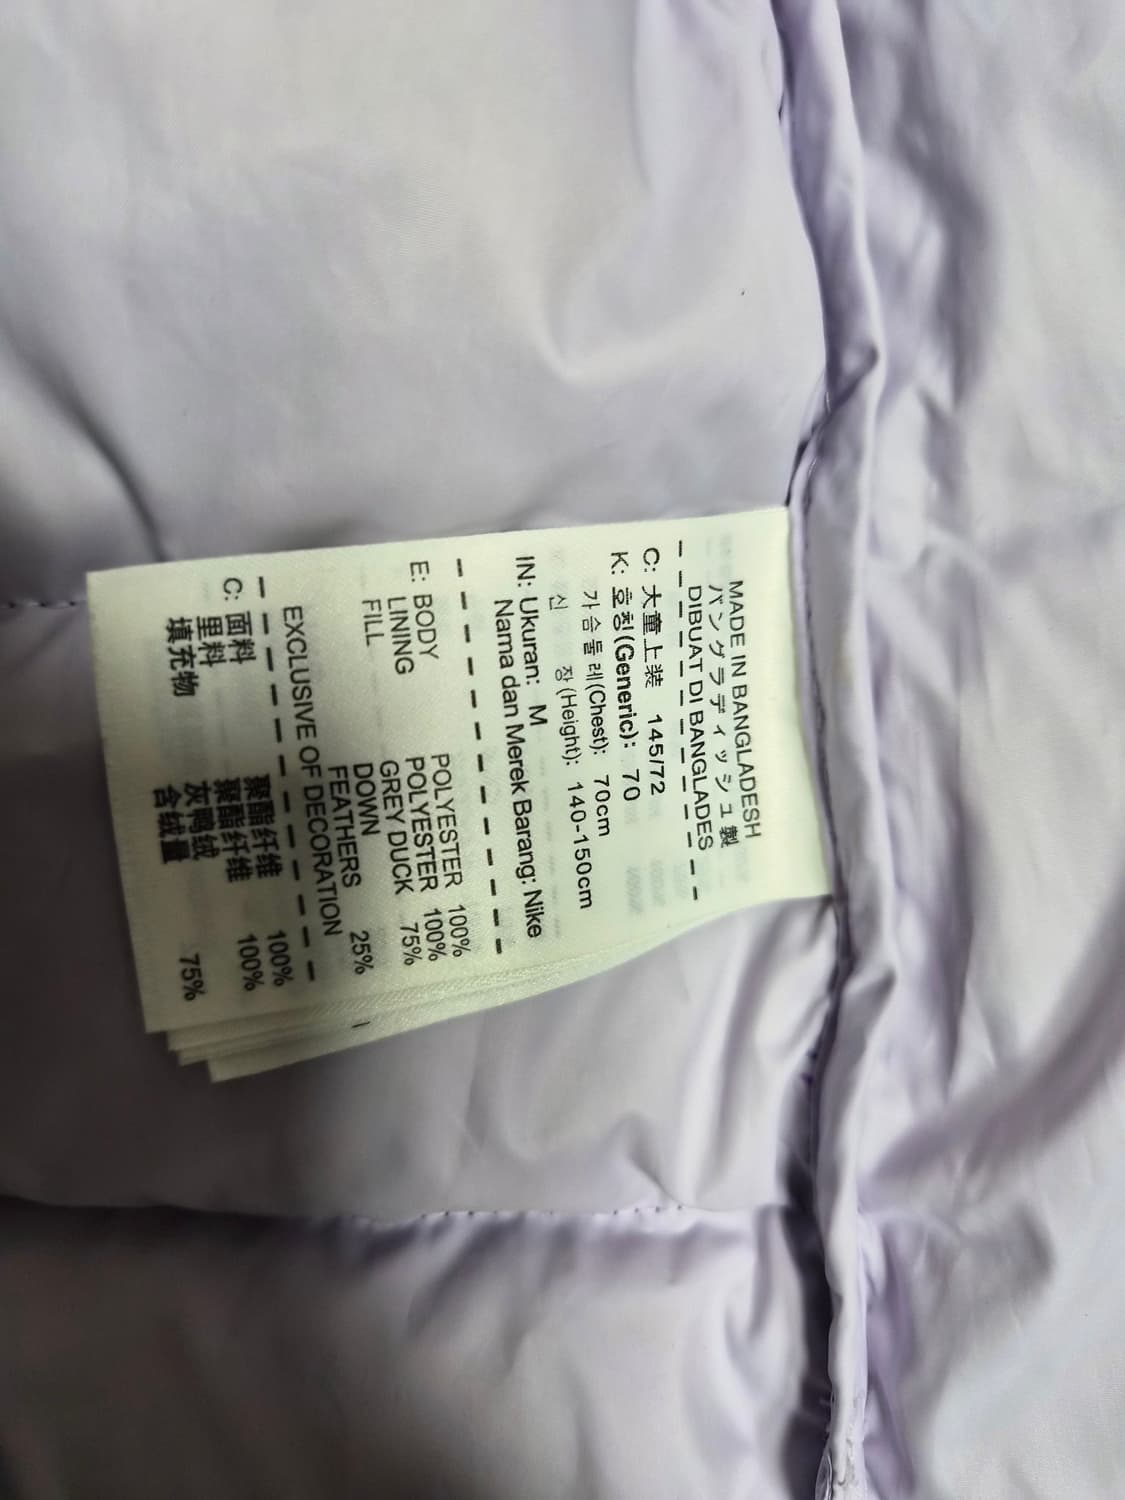 MADE IN BANGLADESH
バングラディッシュ製
DIBUAT DI BANGLADES
C: 大童上装 145/72
K: 호칭(Generic): 70
가슴둘레(Chest): 70cm
신 장(Height): 140-150cm
IN: Ukuran: M
Nama dan Merek Barang: Nike
E: BODY POLYESTER 100%
LINING POLYESTER 100%
FILL GREY DUCK 75%
DOWN
FEATHERS 25%
EXCLUSIVE OF DECORATION
C: 面料 聚酯纤维 100%
里料 聚酯纤维 100%
填充物 灰鸭绒
含绒量 75%